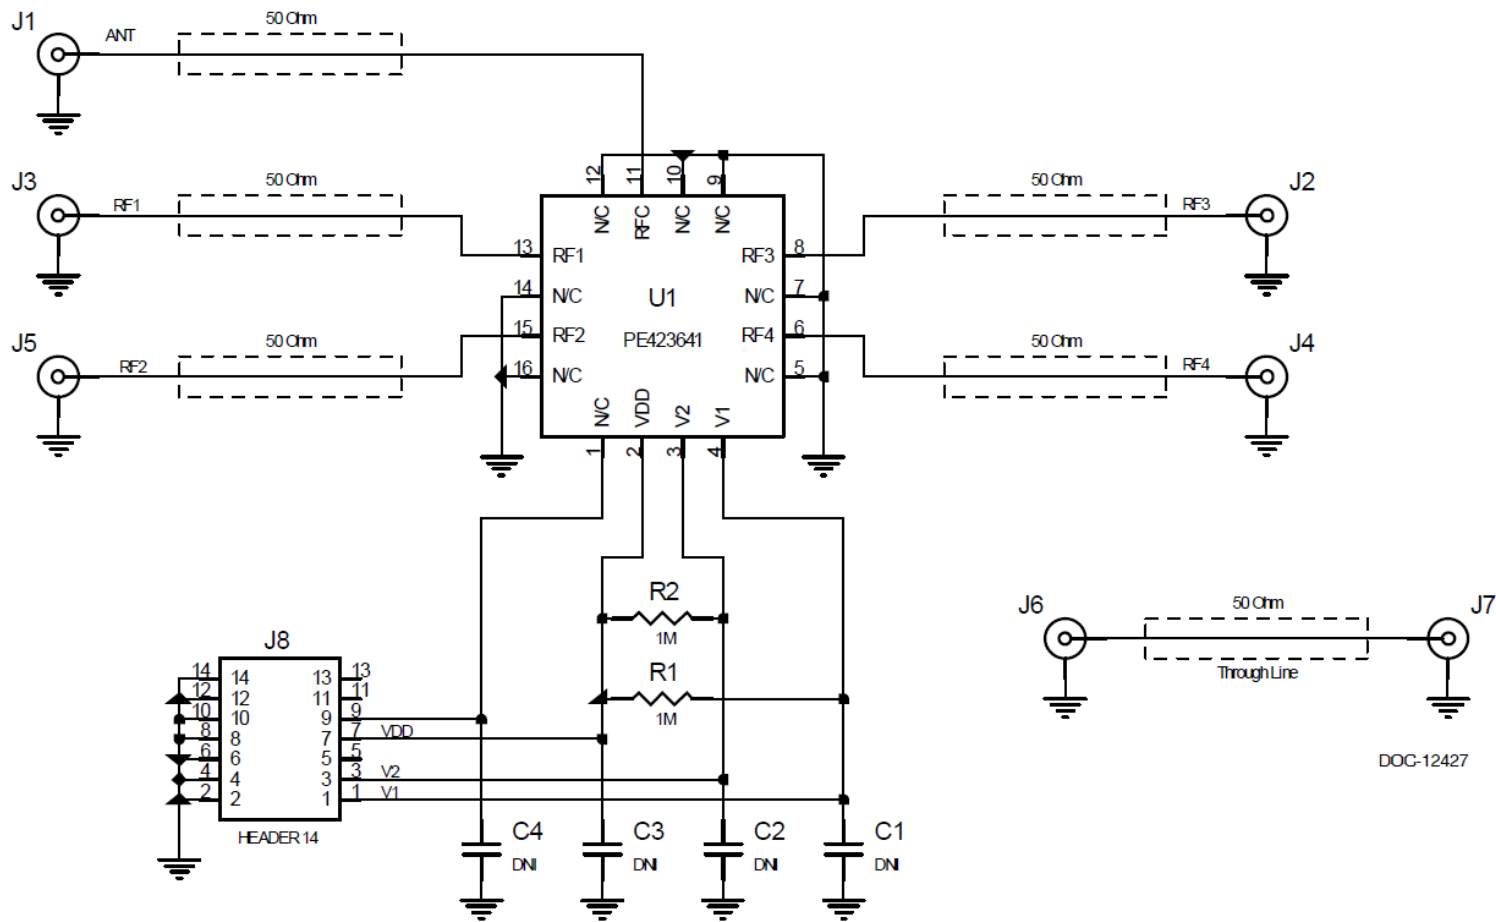 J1
ANT
50 Ohm
J3
RF1
50 Ohm
J5
RF2
50 Ohm
12
11
10
9
N/C
RFC
N/C
N/C
13
RF1
RF3
8
14
N/C
U1
N/C
7
15
RF2
PE423641
RF4
6
16
N/C
N/C
5
N/C
VDD
V2
V1
1
2
3
4
50 Ohm
RF3
J2
50 Ohm
RF4
J4
R2
1M
R1
1M
J8
14 14 13 13
12 12 11 11
10 10 9 9
8 8 7 7 VDD
6 6 5 5
4 4 3 3 V2
2 2 1 1 V1
HEADER 14
C4
DNI
C3
DNI
C2
DNI
C1
DNI
J6
50 Ohm
J7
Through Line
DOC-12427